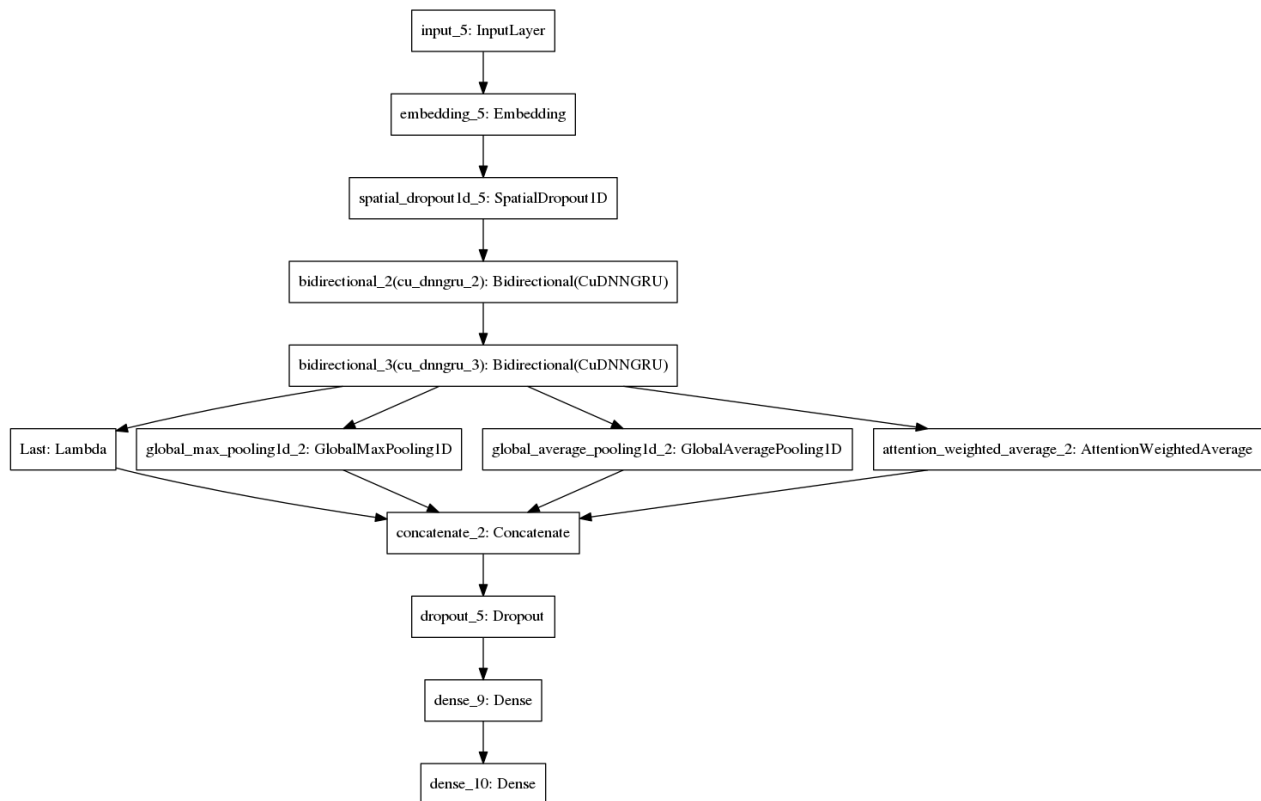 input_5: InputLayer
embedding_5: Embedding
spatial_dropout1d_5: SpatialDropout1D
bidirectional_2(cu_dnngru_2): Bidirectional(CuDNNGRU)
bidirectional_3(cu_dnngru_3): Bidirectional(CuDNNGRU)
Last: Lambda
global_max_pooling1d_2: GlobalMaxPooling1D
global_average_pooling1d_2: GlobalAveragePooling1D
attention_weighted_average_2: AttentionWeightedAverage
concatenate_2: Concatenate
dropout_5: Dropout
dense_9: Dense
dense_10: Dense